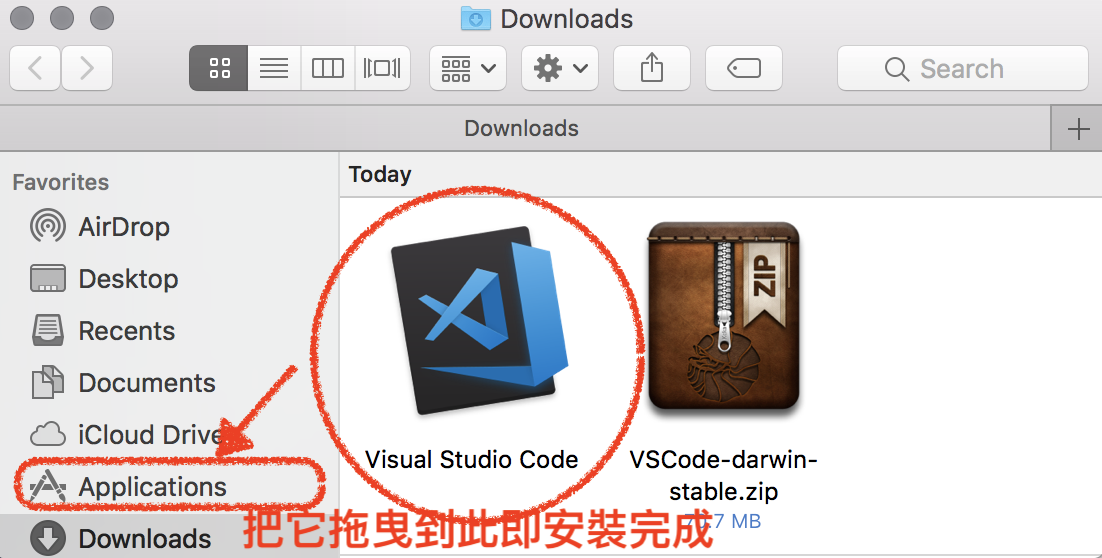 Downloads
Search
Downloads
Favorites
AirDrop
Desktop
Recents
Documents
iCloud Drive
Applications
Downloads
Today
Visual Studio Code
ZIP
VSCode-darwin-
stable.zip
MB
把它拖曳到此即安裝完成